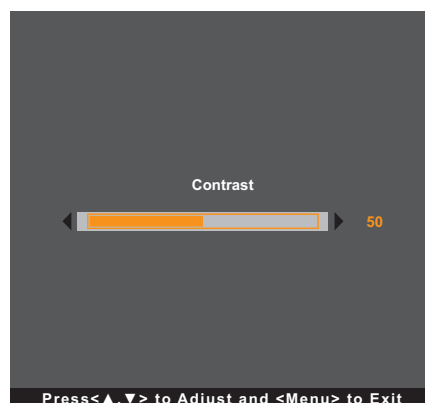 Contrast
50
Press<▲,▼> to Adjust and <Menu> to Exit